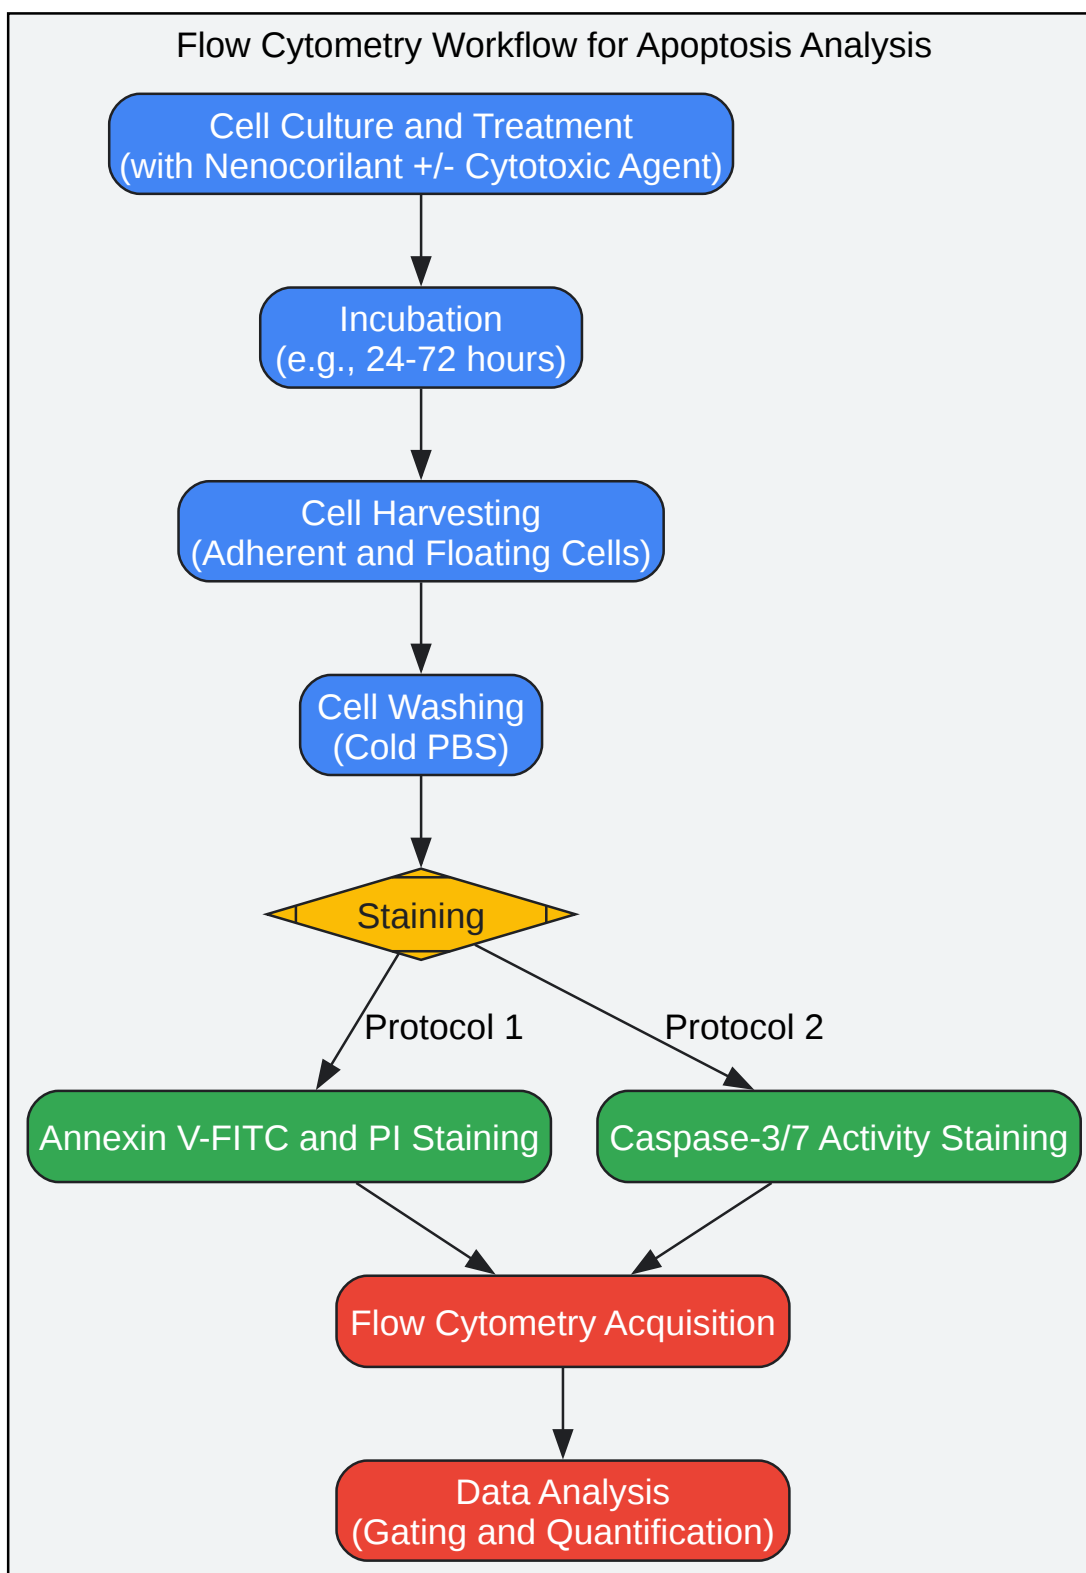 Flow Cytometry Workflow for Apoptosis Analysis
Cell Culture and Treatment
(with Nenocorilant +/- Cytotoxic Agent)
Incubation
(e.g., 24-72 hours)
Cell Harvesting
(Adherent and Floating Cells)
Cell Washing
(Cold PBS)
Staining
Protocol 1
Protocol 2
Annexin V-FITC and PI Staining
Caspase-3/7 Activity Staining
Flow Cytometry Acquisition
Data Analysis
(Gating and Quantification)